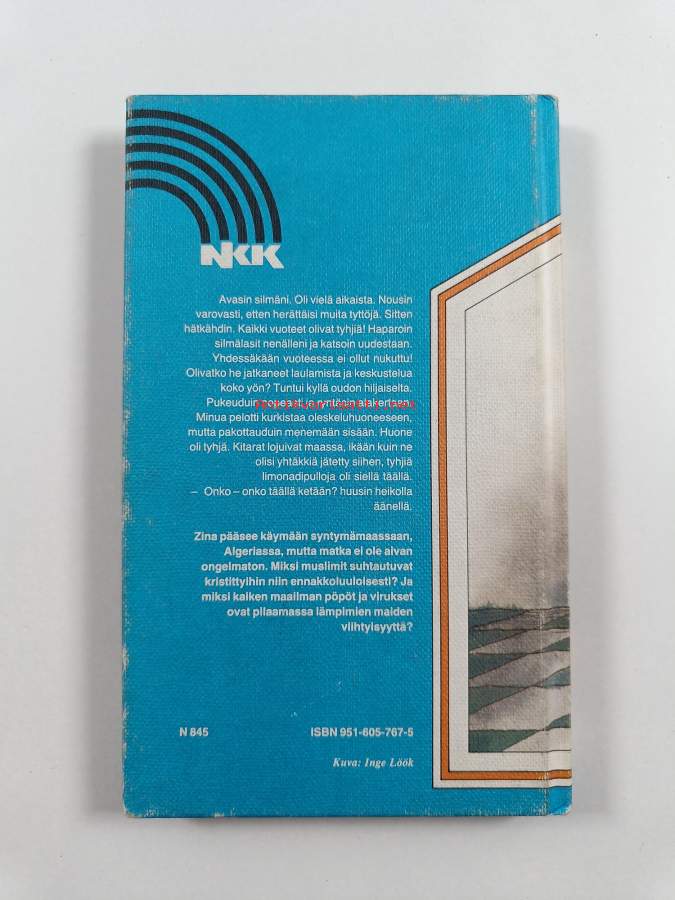 NKK
Avasin silmäni. Oli vielä aikaista. Nousin
varovasti, etten herättäisi muita tyttöjä. Sitten
hätkähdin. Kaikki vuoteet olivat tyhjiä! Haparoin
silmälasit nenälleni ja katsoin uudestaan.
Yhdessäkään vuoteessa ei ollut nukuttu!
Olivatko he jatkaneet laulamista ja keskustelua
koko yön? Tuntui kyllä oudon hiljaiselta.
Pukeuduin nopeasti ja ryntäsin alakertaan.
Minua pelotti kurkistaa oleskeluhuoneeseen,
mutta pakottauduin menemään sisään. Huone
oli tyhjä. Kitarat lojuivat maassa, ikään kuin ne
olisi yhtäkkiä jätetty siihen, tyhjiä
limonadipulloja oli siellä täällä.
– Onko – onko täällä ketään? huusin heikolla
äänellä.
Zina pääsee käymään syntymämaassaan,
Algeriassa, mutta matka ei ole aivan
ongelmaton. Miksi muslimit suhtautuvat
kristittyihin niin ennakkoluuloisesti? Ja
miksi kaiken maailman pöpöt ja virukset
ovat pilaamassa lämpimien maiden
viihtyisyyttä?
N 845 ISBN 951-605-767-5
Kuva: Inge Löök